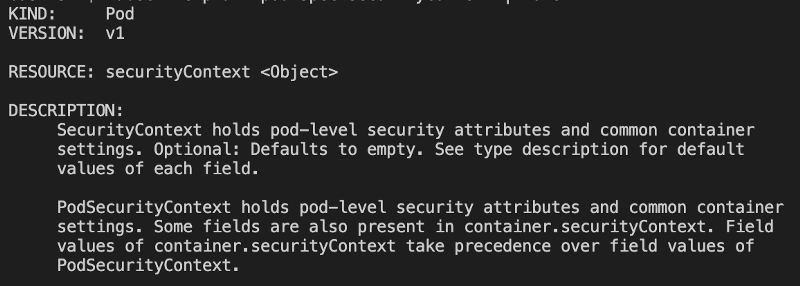 KIND:     Pod
VERSION:  v1
RESOURCE: securityContext <Object>
DESCRIPTION:
     SecurityContext holds pod-level security attributes and common container
     settings. Optional: Defaults to empty. See type description for default
     values of each field.
     PodSecurityContext holds pod-level security attributes and common container
     settings. Some fields are also present in container.securityContext. Field
     values of container.securityContext take precedence over field values of
     PodSecurityContext.